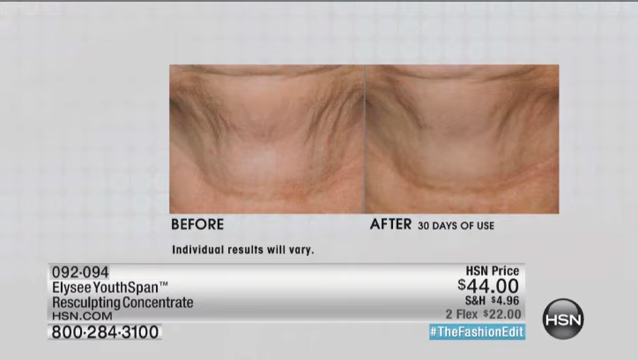 BEFORE
AFTER 30 DAYS OF USE
Individual results will vary.
092-094
Elysee YouthSpan™
Resculpting Concentrate
HSN.COM
800-284-3100
HSN Price
$44.00
S&H $4.96
2 Flex $22.00
#TheFashionEdit
HSN